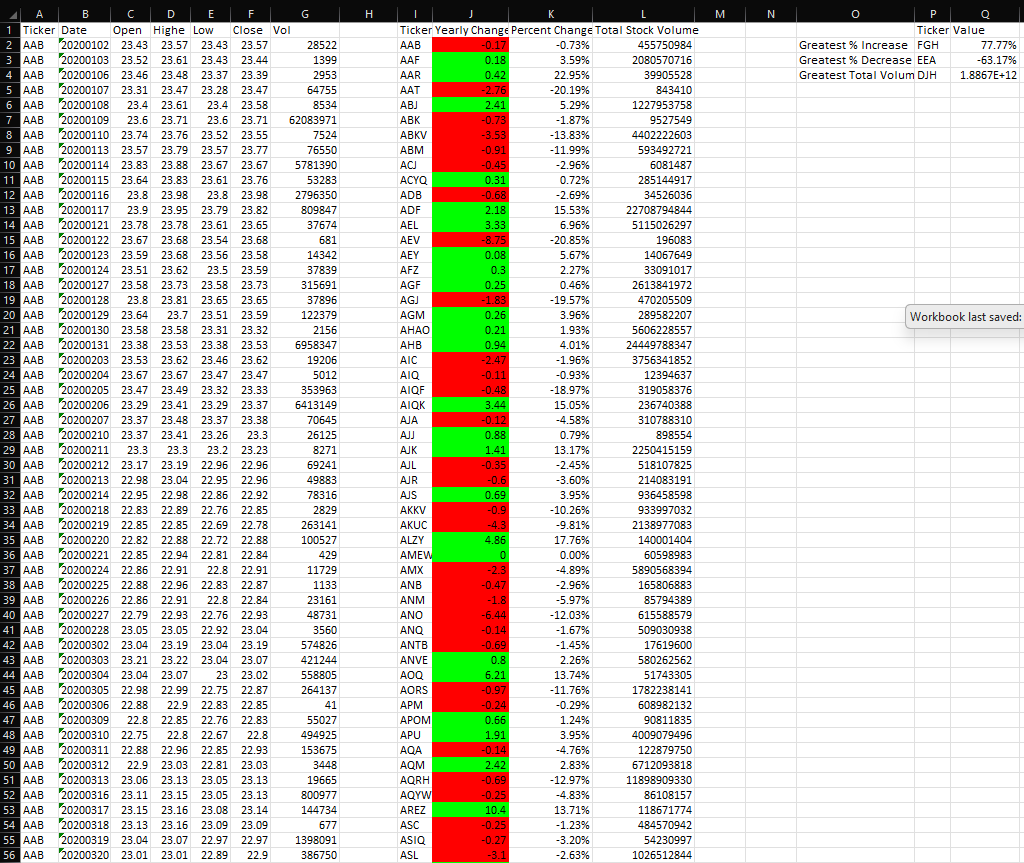 A B C D E F G H I J K L M N O P Q
1 Ticker Date Open Highe Low Close Vol Ticker Yearly Change Percent Change Total Stock Volume Ticker Value
2 AAB 20200102 23.43 23.57 23.43 23.57 28522 AAB -0.17 -0.73% 455750984 Greatest % Increase FGH 77.77%
3 AAB 20200103 23.52 23.61 23.43 23.44 1399 AAF 0.18 3.59% 2080570716 Greatest % Decrease EEA -63.17%
4 AAB 20200106 23.46 23.48 23.37 23.39 2953 AAR 0.42 22.95% 39905528 Greatest Total Volum DJH 1.8867E+12
5 AAB 20200107 23.31 23.47 23.28 23.47 64755 AAT -2.76 -20.19% 843410
6 AAB 20200108 23.4 23.61 23.4 23.58 8534 ABJ 2.41 5.29% 1227953758
7 AAB 20200109 23.6 23.71 23.6 23.71 62083971 ABK -0.73 -1.87% 9527549
8 AAB 20200110 23.74 23.76 23.52 23.55 7524 ABKV -3.53 -13.83% 4402222603
9 AAB 20200113 23.57 23.79 23.57 23.77 76550 ABM -0.91 -11.99% 593492721
10 AAB 20200114 23.83 23.88 23.67 23.67 5781390 ACJ -0.45 -2.96% 6081487
11 AAB 20200115 23.64 23.83 23.61 23.76 53283 ACYQ 0.31 0.72% 285144917
12 AAB 20200116 23.8 23.98 23.8 23.98 2796350 ADB -0.68 -2.69% 34526036
13 AAB 20200117 23.9 23.95 23.79 23.82 809847 ADF 2.18 15.53% 22708794844
14 AAB 20200121 23.78 23.78 23.61 23.65 37674 AEL 3.33 6.96% 5115026297
15 AAB 20200122 23.67 23.68 23.54 23.68 681 AEV -8.75 -20.85% 196083
16 AAB 20200123 23.59 23.68 23.56 23.58 14342 AEY 0.08 5.67% 14067649
17 AAB 20200124 23.51 23.62 23.5 23.59 37839 AFZ 0.3 2.27% 33091017
18 AAB 20200127 23.58 23.73 23.58 23.73 315691 AGF 0.25 0.46% 2613841972
19 AAB 20200128 23.8 23.81 23.65 23.65 37896 AGJ -1.83 -19.57% 470205509
20 AAB 20200129 23.64 23.7 23.51 23.59 122379 AGM 0.26 3.96% 289582207
Workbook last saved:
21 AAB 20200130 23.58 23.58 23.31 23.32 2156 AHAO 0.21 1.93% 5606228557
22 AAB 20200131 23.38 23.53 23.38 23.53 6958347 AHB 0.94 4.01% 24449788347
23 AAB 20200203 23.53 23.62 23.46 23.62 19206 AIC -2.47 -1.96% 3756341852
24 AAB 20200204 23.67 23.67 23.47 23.47 5012 AIQ -0.11 -0.93% 12394637
25 AAB 20200205 23.47 23.49 23.32 23.33 353963 AIQF -0.48 -18.97% 319058376
26 AAB 20200206 23.29 23.41 23.29 23.37 6413149 AIQK 3.44 15.05% 236740388
27 AAB 20200207 23.37 23.48 23.37 23.38 70645 AJA -0.12 -4.58% 310788310
28 AAB 20200210 23.37 23.41 23.26 23.3 26125 AJJ 0.88 0.79% 898554
29 AAB 20200211 23.3 23.3 23.2 23.23 8271 AJK 1.41 13.17% 2250415159
30 AAB 20200212 23.17 23.19 22.96 22.96 69241 AJL -0.35 -2.45% 518107825
31 AAB 20200213 22.98 23.04 22.95 22.96 49883 AJR -0.6 -3.60% 214083191
32 AAB 20200214 22.95 22.98 22.86 22.92 78316 AJS 0.69 3.95% 936458598
33 AAB 20200218 22.83 22.89 22.76 22.85 2829 AKKV -0.9 -10.26% 933997032
34 AAB 20200219 22.85 22.85 22.69 22.78 263141 AKUC -4.3 -9.81% 2138977083
35 AAB 20200220 22.82 22.88 22.72 22.88 100527 ALZY 4.86 17.76% 140001404
36 AAB 20200221 22.85 22.94 22.81 22.84 429 AMEW 0 0.00% 60598983
37 AAB 20200224 22.86 22.91 22.8 22.91 11729 AMX -2.3 -4.89% 5890568394
38 AAB 20200225 22.88 22.96 22.83 22.87 1133 ANB -0.47 -2.96% 165806883
39 AAB 20200226 22.86 22.91 22.8 22.84 23161 ANM -1.8 -5.97% 85794389
40 AAB 20200227 22.79 22.93 22.76 22.93 48731 ANO -6.44 -12.03% 615588579
41 AAB 20200228 23.05 23.05 22.92 23.04 3560 ANQ -0.14 -1.67% 509030938
42 AAB 20200302 23.04 23.19 23.04 23.19 574826 ANTB -0.69 -1.45% 17619600
43 AAB 20200303 23.21 23.22 23.04 23.07 421244 ANVE 0.8 2.26% 580262562
44 AAB 20200304 23.04 23.07 23 23.02 558805 AOQ 6.21 13.74% 51743305
45 AAB 20200305 22.98 22.99 22.75 22.87 264137 AORS -0.97 -11.76% 1782238141
46 AAB 20200306 22.88 22.9 22.83 22.85 41 APM -0.24 -0.29% 608982132
47 AAB 20200309 22.8 22.85 22.76 22.83 55027 APOM 0.66 1.24% 90811835
48 AAB 20200310 22.75 22.8 22.67 22.8 494925 APU 1.91 3.95% 4009079496
49 AAB 20200311 22.88 22.96 22.85 22.93 153675 AQA -0.14 -4.76% 122879750
50 AAB 20200312 22.9 23.03 22.81 23.03 3448 AQM 2.42 2.83% 6712093818
51 AAB 20200313 23.06 23.13 23.05 23.13 19665 AQRH -0.69 -12.97% 11898909330
52 AAB 20200316 23.11 23.15 23.05 23.13 800977 AQYW -0.25 -4.83% 86108157
53 AAB 20200317 23.15 23.16 23.08 23.14 144734 AREZ 10.4 13.71% 118671774
54 AAB 20200318 23.13 23.16 23.09 23.09 677 ASC -0.25 -1.23% 484570942
55 AAB 20200319 23.04 23.07 22.97 22.97 1398091 ASIQ -0.27 -3.20% 54230997
56 AAB 20200320 23.01 23.01 22.89 22.9 386750 ASL -3.1 -2.63% 1026512844